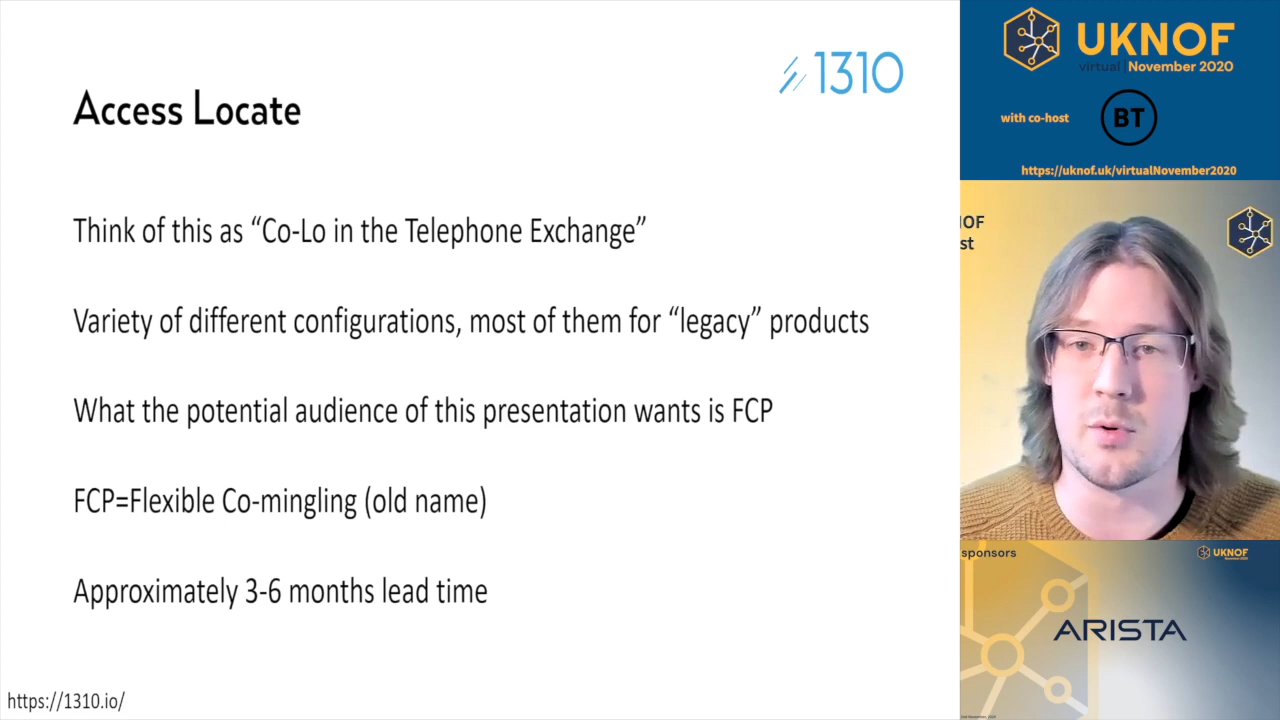 1310
Access Locate
Think of this as “Co-Lo in the Telephone Exchange”
Variety of different configurations, most of them for “legacy” products
What the potential audience of this presentation wants is FCP
FCP=Flexible Co-mingling (old name)
Approximately 3-6 months lead time
https://1310.io/
UKNOF
virtual | November 2020
with co-host
BT
https://uknof.uk/virtualNovember2020
sponsors
UKNOF
ARISTA